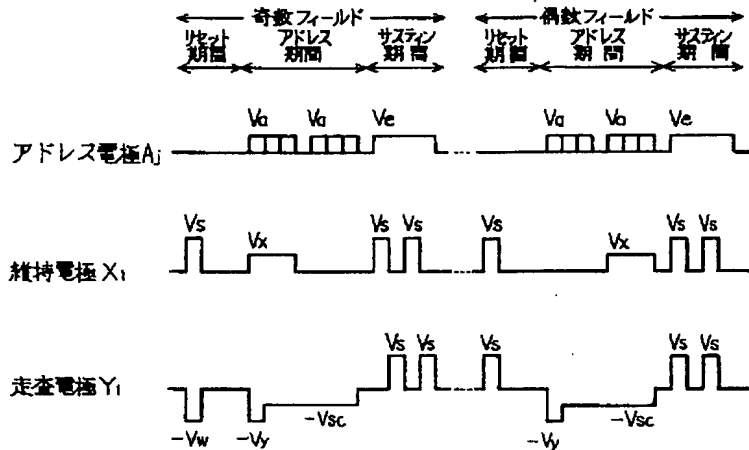 奇数フィールド 偶数フィールド
リセット期間 アドレス期間 サスティン期間 リセット期間 アドレス期間 サスティン期間
Va Va Ve Va Va Ve
アドレス電極Aj
Vs Vx Vs Vs Vs Vx Vs Vs
維持電極X1
Vs Vs Vs Vs Vs
走査電極Y1
-Vw -Vy -Vsc -Vy -Vsc